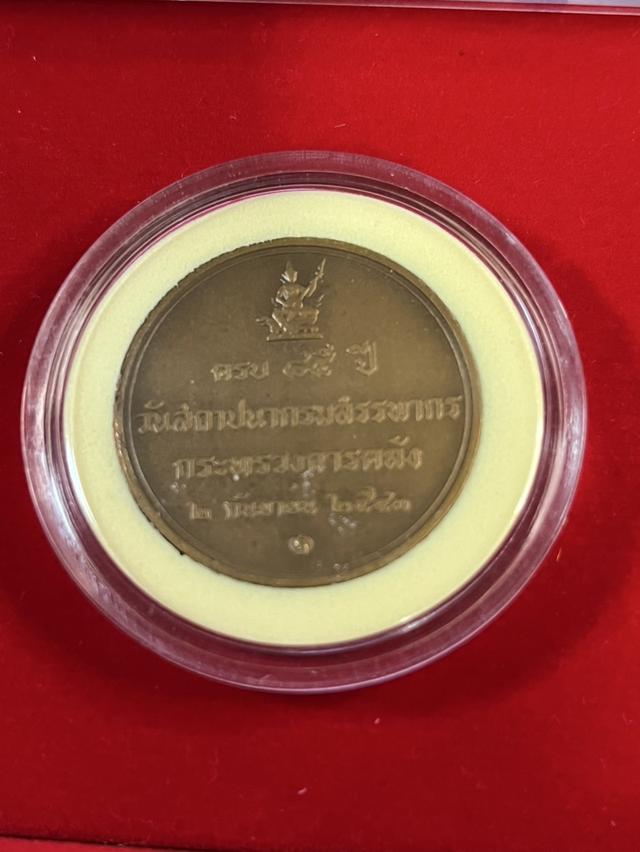 ครบ ๘๕ ปี
วันสถาปนากรมสรรพากร
กระทรวงการคลัง
๒ กันยายน ๒๕๔๓